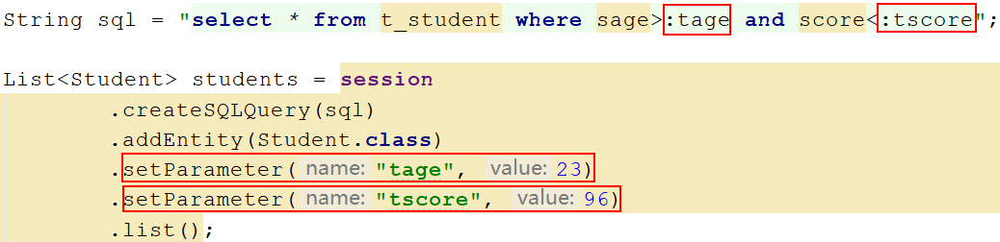 String sql = "select * from t_student where sage>:tage and score<:tscore";
List<Student> students = session
.createSQLQuery(sql)
.addEntity(Student.class)
.setParameter( name: "tage", value: 23)
.setParameter( name: "tscore", value: 96)
.list();